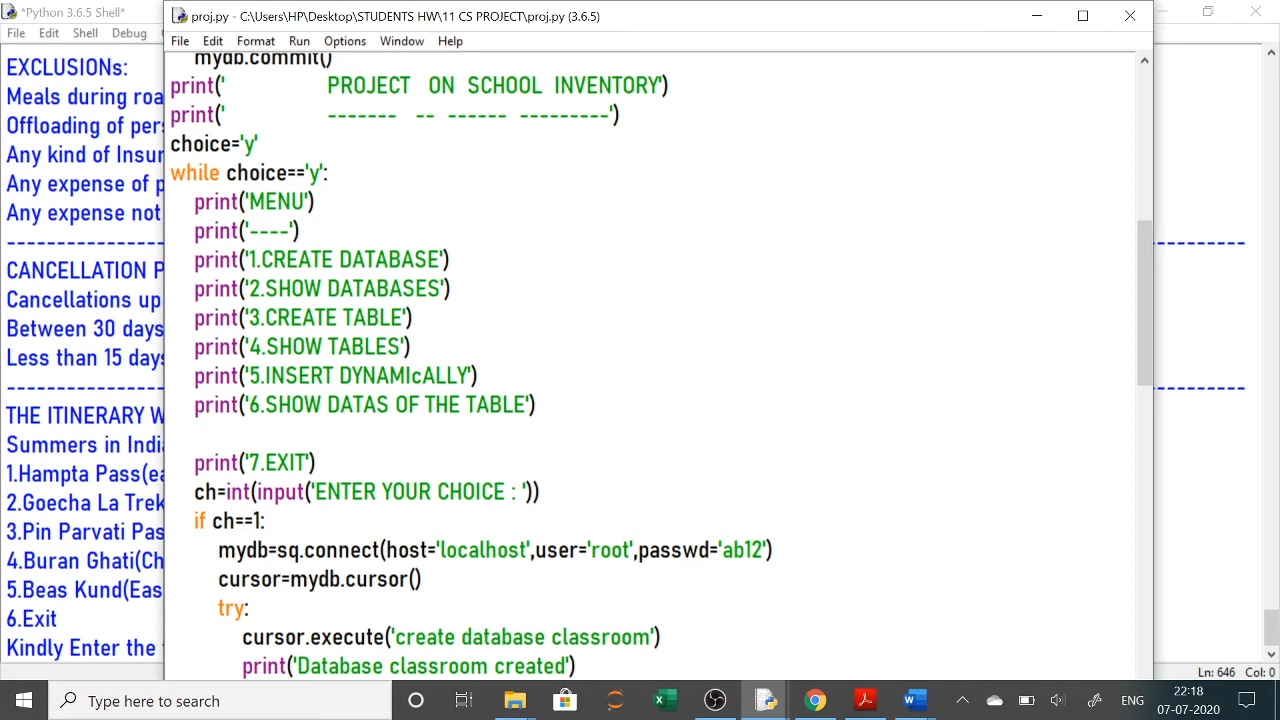 *Python 3.6.5 Shell*
File Edit Shell Debug
EXCLUSIONs:
Meals during roa
Offloading of pers
Any kind of Insur
Any expense of p
Any expense not
CANCELLATION P
Cancellations up
Between 30 days
Less than 15 days
THE ITINERARY W
Summers in India
1.Hampta Pass(ea
2.Goecha La Trek
3.Pin Parvati Pas
4.Buran Ghati(Ch
5.Beas Kund(Eas
6.Exit
Kindly Enter the
Ln: 646 Col: 0
proj.py - C:\Users\HP\Desktop\STUDENTS HW\11 CS PROJECT\proj.py (3.6.5)
File Edit Format Run Options Window Help
mydb.commit()
print('                 PROJECT   ON  SCHOOL  INVENTORY')
print('                 -------   --  ------  ---------')
choice='y'
while choice=='y':
    print('MENU')
    print('----')
    print('1.CREATE DATABASE')
    print('2.SHOW DATABASES')
    print('3.CREATE TABLE')
    print('4.SHOW TABLES')
    print('5.INSERT DYNAMIcALLY')
    print('6.SHOW DATAS OF THE TABLE')
    print('7.EXIT')
    ch=int(input('ENTER YOUR CHOICE : '))
    if ch==1:
        mydb=sq.connect(host='localhost',user='root',passwd='ab12')
        cursor=mydb.cursor()
        try:
            cursor.execute('create database classroom')
            print('Database classroom created')
Type here to search
ENG
22:18
07-07-2020